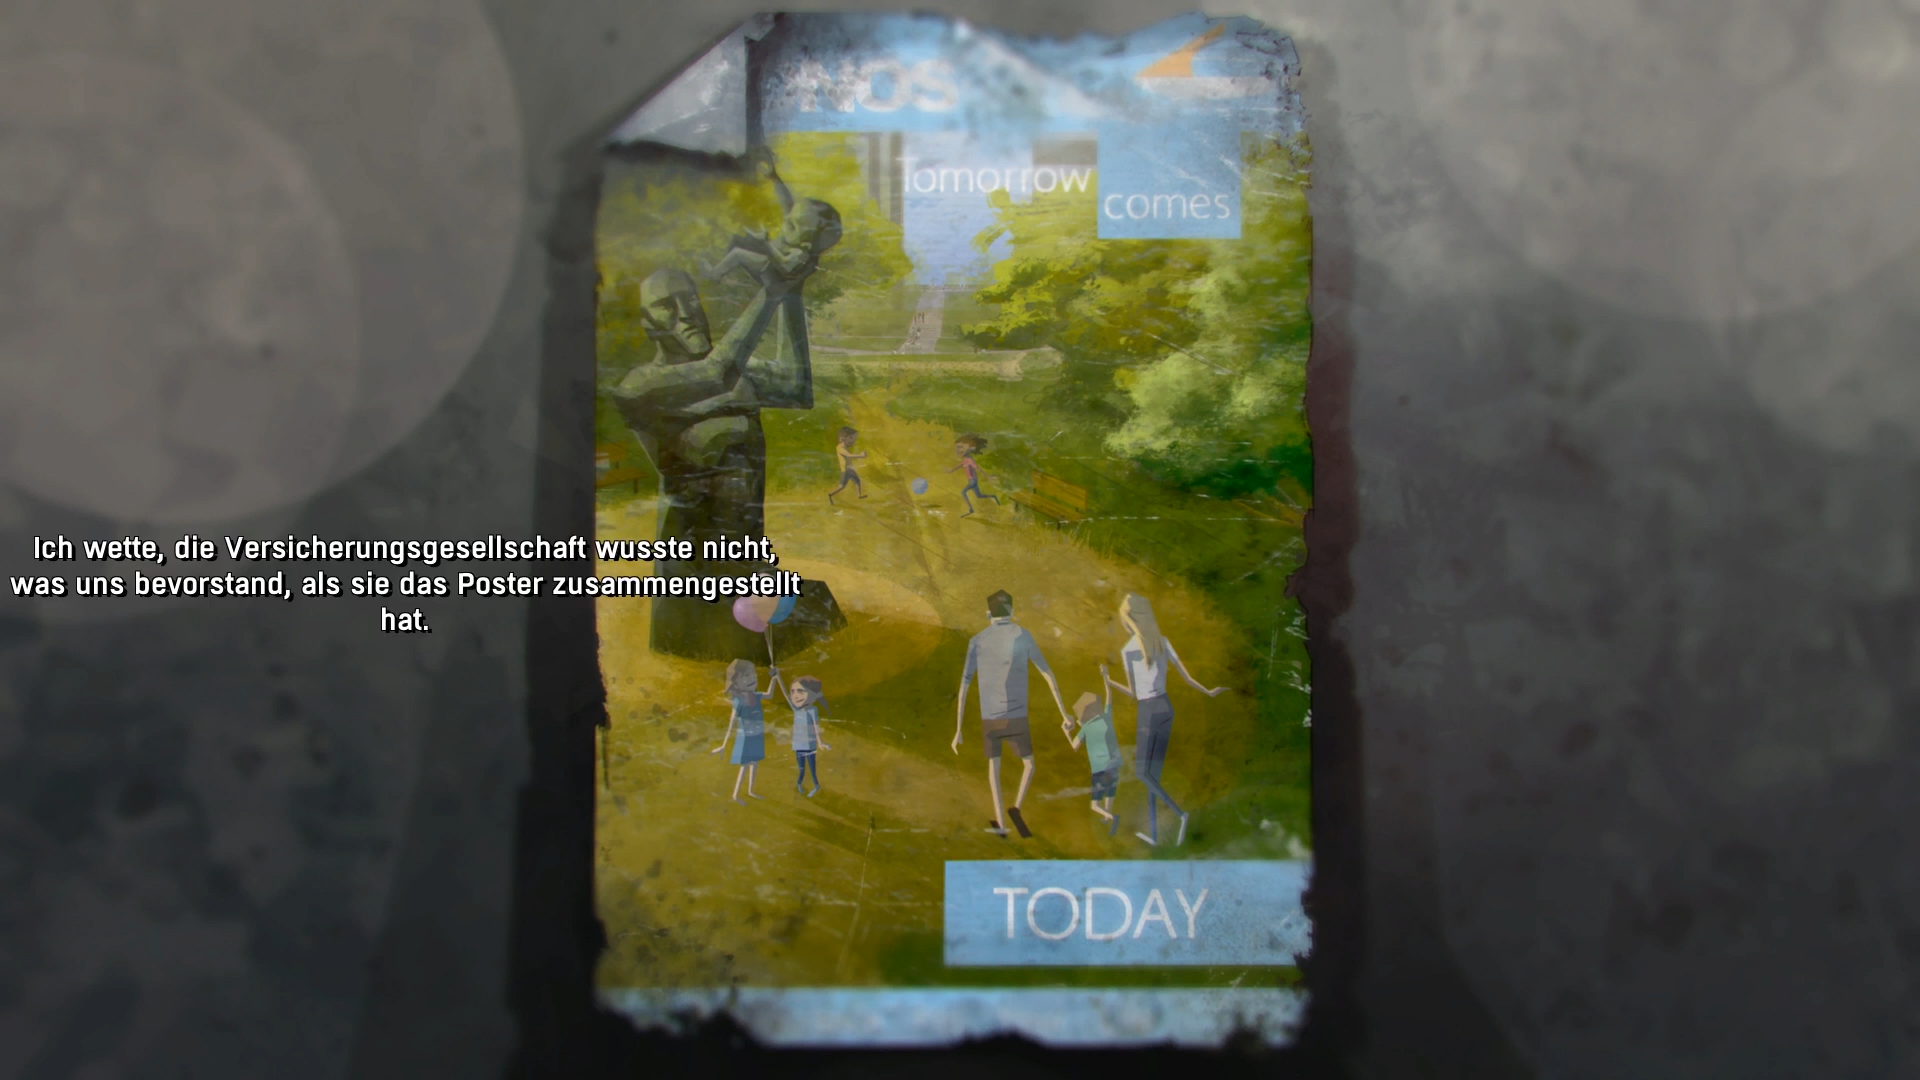 NOS
Tomorrow
comes
Ich wette, die Versicherungsgesellschaft wusste nicht,
was uns bevorstand, als sie das Poster zusammengestellt
hat.
TODAY